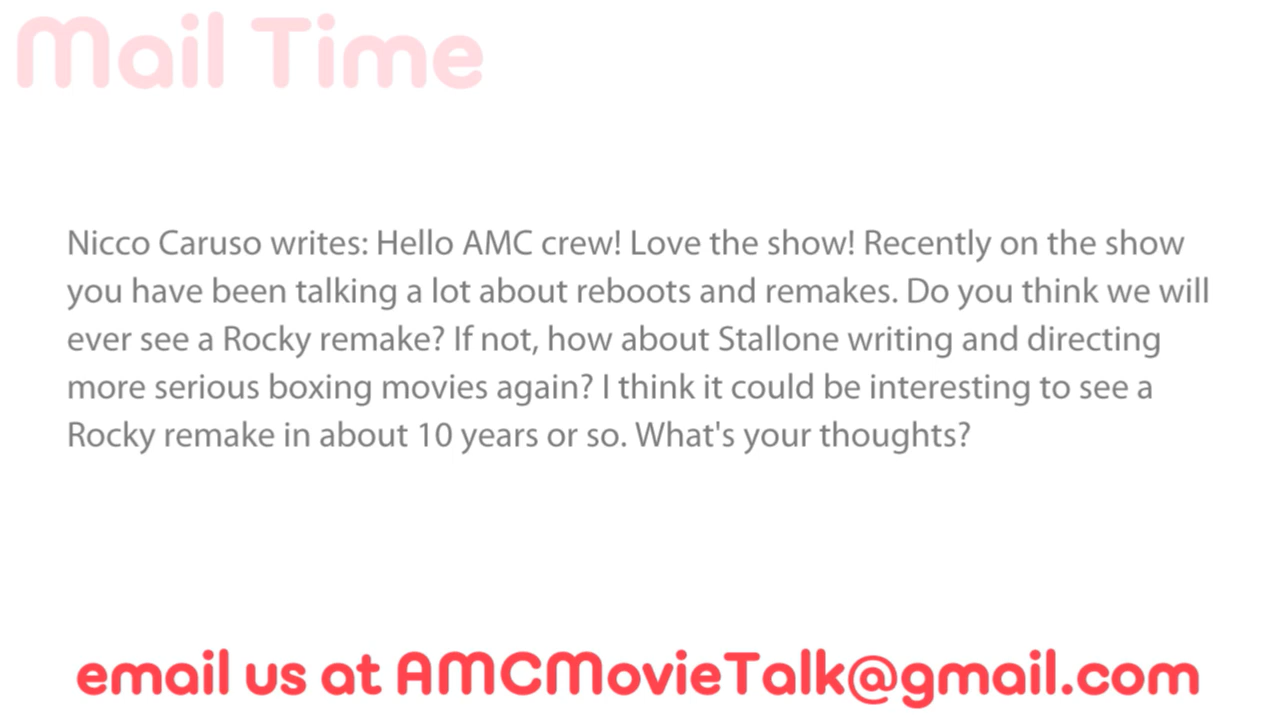 Mail Time
Nicco Caruso writes: Hello AMC crew! Love the show! Recently on the show
you have been talking a lot about reboots and remakes. Do you think we will
ever see a Rocky remake? If not, how about Stallone writing and directing
more serious boxing movies again? I think it could be interesting to see a
Rocky remake in about 10 years or so. What's your thoughts?
email us at AMCMovieTalk@gmail.com